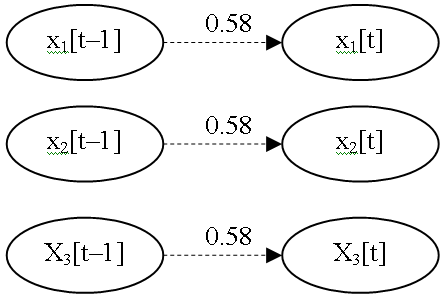 0.58
x₁[t–1] x₁[t]
0.58
x₂[t–1] x₂[t]
0.58
X₃[t–1] X₃[t]